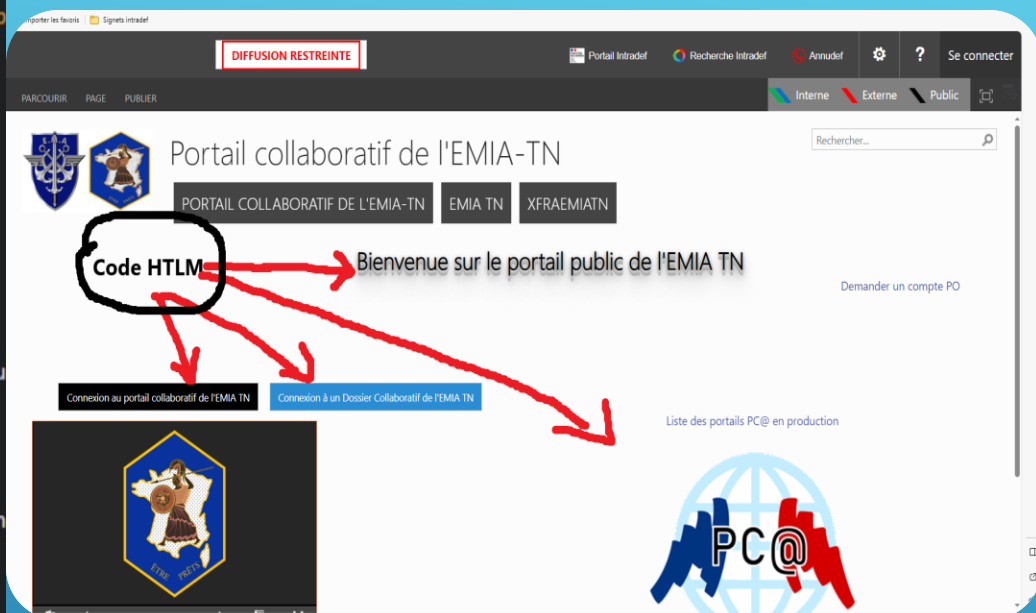 mporter les favoris Signets intradef
DIFFUSION RESTREINTE Portail Intradef Recherche Intradef Annudef ? Se connecter
PARCOURIR PAGE PUBLIER Interne Externe Public
Rechercher...
Portail collaboratif de l'EMIA-TN
PORTAIL COLLABORATIF DE L'EMIA-TN EMIA TN XFRAEMIATN
Code HTLM Bienvenue sur le portail public de l'EMIA TN
Demander un compte PO
Connexion au portail collaboratif de l'EMIA TN Connexion à un Dossier Collaboratif de l'EMIA TN
Liste des portails PC@ en production
PC@
ÊTRE PRÊTS